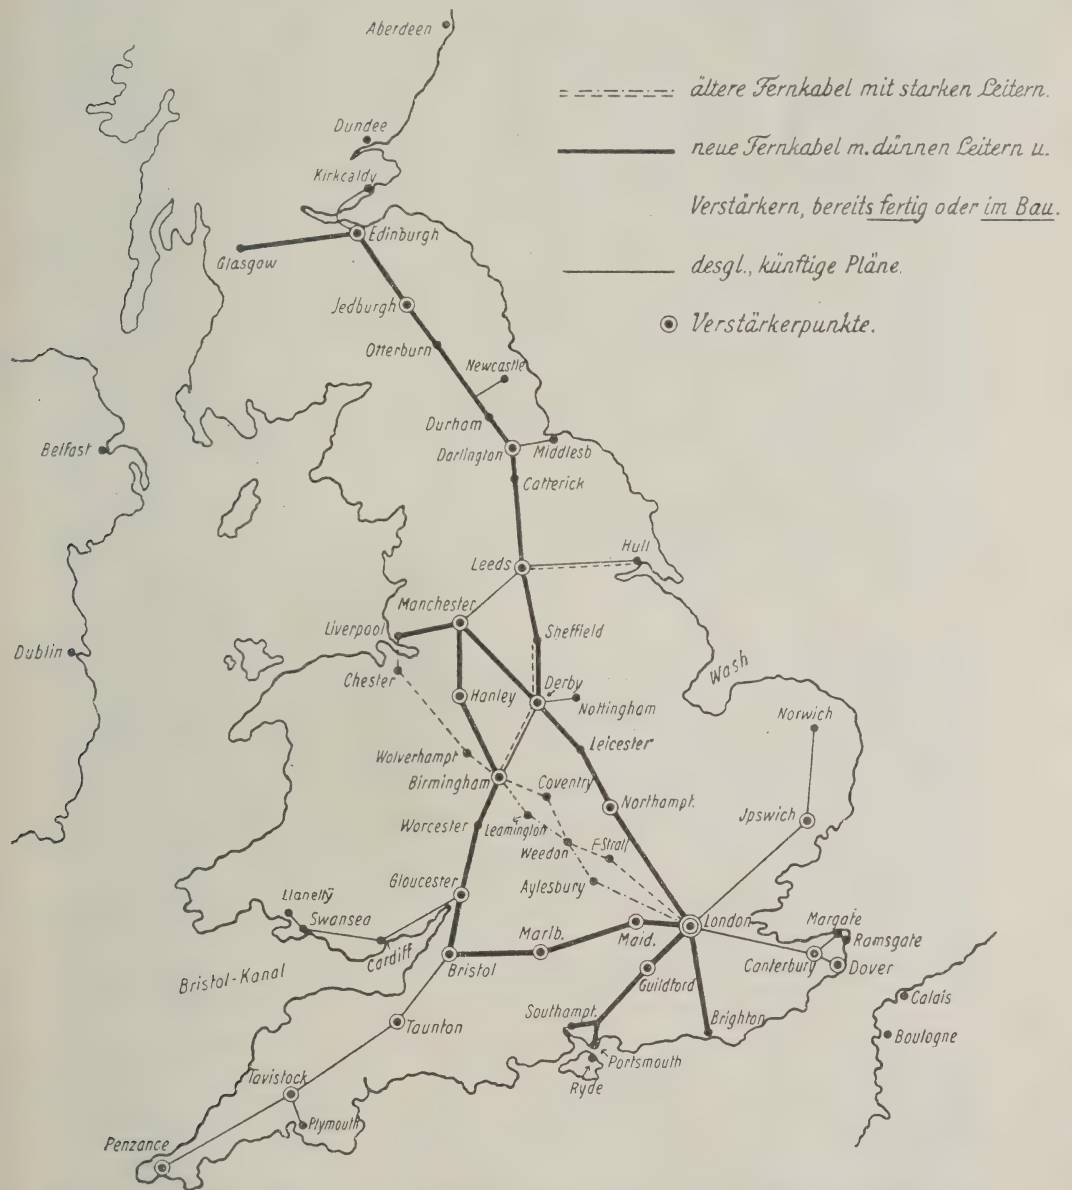 Aberdeen
ältere Fernkabel mit starken Leitern.
Dundee
neue Fernkabel m. dünnen Leitern u.
Kirkcaldy
Verstärkern, bereits fertig oder im Bau.
Edinburgh
Glasgow
desgl., künftige Pläne.
Jedburgh
Verstärkerpunkte.
Otterburn
Newcastle
Durham
Belfast
Darlington
Middlesb
Catterick
Hull
Leeds
Manchester
Liverpool
Sheffield
Dublin
Wash
Chester
Derby
Hanley
Nottingham
Norwich
Leicester
Wolverhampt
Birmingham
Coventry
Northampt.
Jpswich
Worcester
Leamington
Weedon
F-Stratf
Gloucester
Aylesbury
Llanellÿ
Swansea
London
Margate
Marlb.
Maid.
Ramsgate
Cardiff
Canterbury
Dover
Bristol
Bristol-Kanal
Guildford
Calais
Southampt.
Brighton
Taunton
Boulogne
Portsmouth
Tavistock
Ryde
Plymouth
Penzance